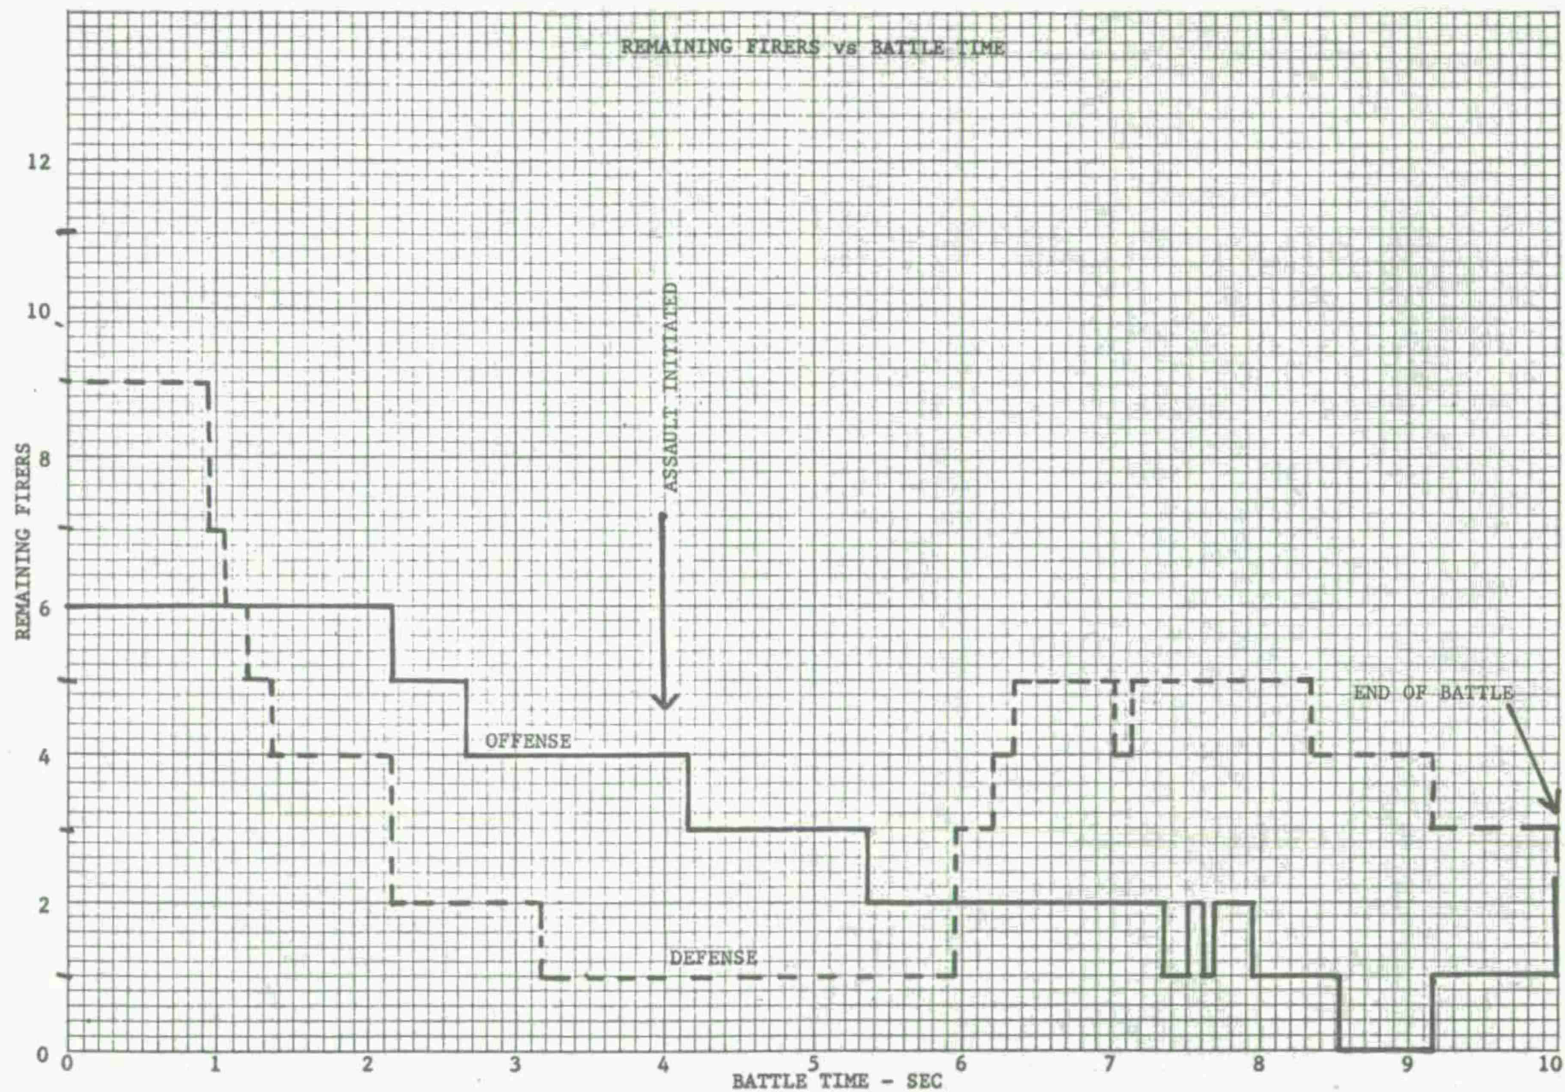 REMAINING FIRERS vs BATTLE TIME
12
10
8
6
4
2
0
REMAINING FIRERS
ASSAULT INITIATED
OFFENSE
DEFENSE
END OF BATTLE
0 1 2 3 4 5 6 7 8 9 10
BATTLE TIME - SEC